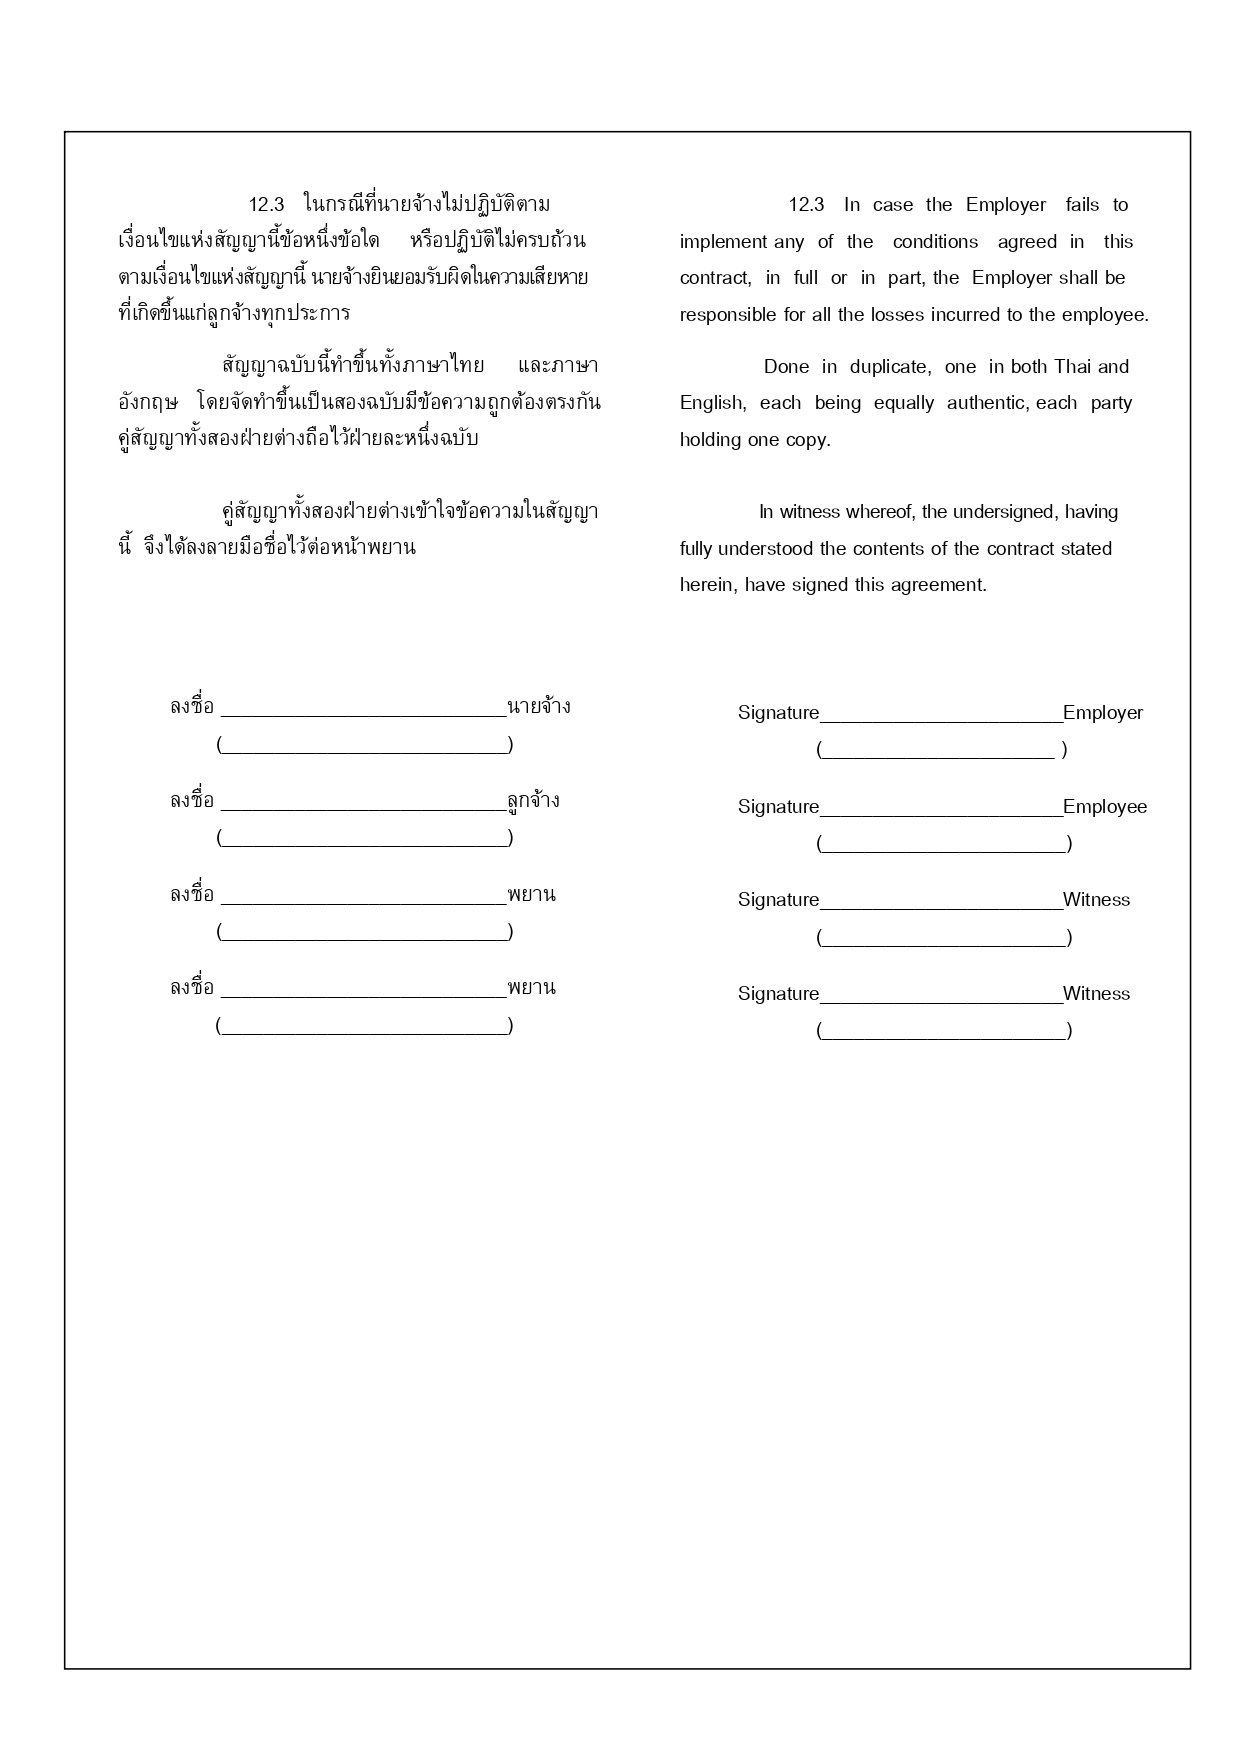 12.3 ในกรณีที่นายจ้างไม่ปฏิบัติตาม
เงื่อนไขแห่งสัญญานี้ข้อหนึ่งข้อใด หรือปฏิบัติไม่ครบถ้วน
ตามเงื่อนไขแห่งสัญญานี้ นายจ้างยินยอมรับผิดในความเสียหาย
ที่เกิดขึ้นแก่ลูกจ้างทุกประการ
สัญญาฉบับนี้ทำขึ้นทั้งภาษาไทย และภาษา
อังกฤษ โดยจัดทำขึ้นเป็นสองฉบับมีข้อความถูกต้องตรงกัน
คู่สัญญาทั้งสองฝ่ายต่างถือไว้ฝ่ายละหนึ่งฉบับ
คู่สัญญาทั้งสองฝ่ายต่างเข้าใจข้อความในสัญญา
นี้ จึงได้ลงลายมือชื่อไว้ต่อหน้าพยาน
ลงชื่อ ___________________________นายจ้าง
(___________________________)
ลงชื่อ ___________________________ลูกจ้าง
(___________________________)
ลงชื่อ ___________________________พยาน
(___________________________)
ลงชื่อ ___________________________พยาน
(___________________________)
12.3 In case the Employer fails to
implement any of the conditions agreed in this
contract, in full or in part, the Employer shall be
responsible for all the losses incurred to the employee.
Done in duplicate, one in both Thai and
English, each being equally authentic, each party
holding one copy.
In witness whereof, the undersigned, having
fully understood the contents of the contract stated
herein, have signed this agreement.
Signature_______________________Employer
(______________________ )
Signature_______________________Employee
(_______________________)
Signature_______________________Witness
(_______________________)
Signature_______________________Witness
(_______________________)